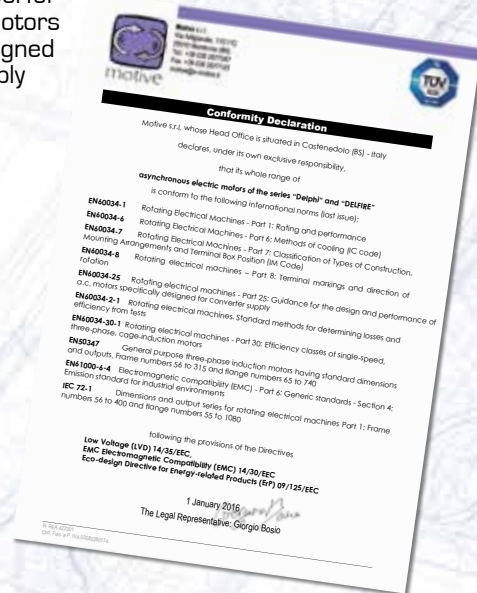 otors
igned
ply
motive
Motive s.r.l.
TÜV
Conformity Declaration
Motive s.r.l. whose Head Office is situated in Castenedolo (BS) - Italy
declares, under its own exclusive responsibility,
that its whole range of
asynchronous electric motors of the series "Delphi" and "DELFIRE"
is conform to the following international norms (last issue):
EN60034-1 Rotating Electrical Machines - Part 1: Rating and performance
EN60034-6 Rotating Electrical Machines - Part 6: Methods of cooling (IC code)
EN60034-7 Rotating Electrical Machines - Part 7: Classification of Types of Construction,
Mounting Arrangements and Terminal Box Position (IM Code)
EN60034-8 Rotating electrical machines – Part 8: Terminal markings and direction of
rotation
EN60034-25 Rotating electrical machines - Part 25: Guidance for the design and performance of
a.c. motors specifically designed for converter supply
EN60034-2-1 Rotating electrical machines. Standard methods for determining losses and
efficiency from tests
EN60034-30-1 Rotating electrical machines - Part 30: Efficiency classes of single-speed,
three-phase, cage-induction motors
EN50347 General purpose three-phase induction motors having standard dimensions
and outputs. Frame numbers 56 to 315 and flange numbers 65 to 740
EN61000-6-4 Electromagnetic compatibility (EMC) - Part 6: Generic standards - Section 4:
Emission standard for industrial environments
IEC 72-1 Dimensions and output series for rotating electrical machines Part 1: Frame
numbers 56 to 400 and flange numbers 55 to 1080
following the provisions of the Directives
Low Voltage (LVD) 14/35/EEC,
EMC Electromagnetic Compatibility (EMC) 14/30/EEC
Eco-design Directive for Energy-related Products (ErP) 09/125/EEC
1 January 2016
The Legal Representative: Giorgio Bosio